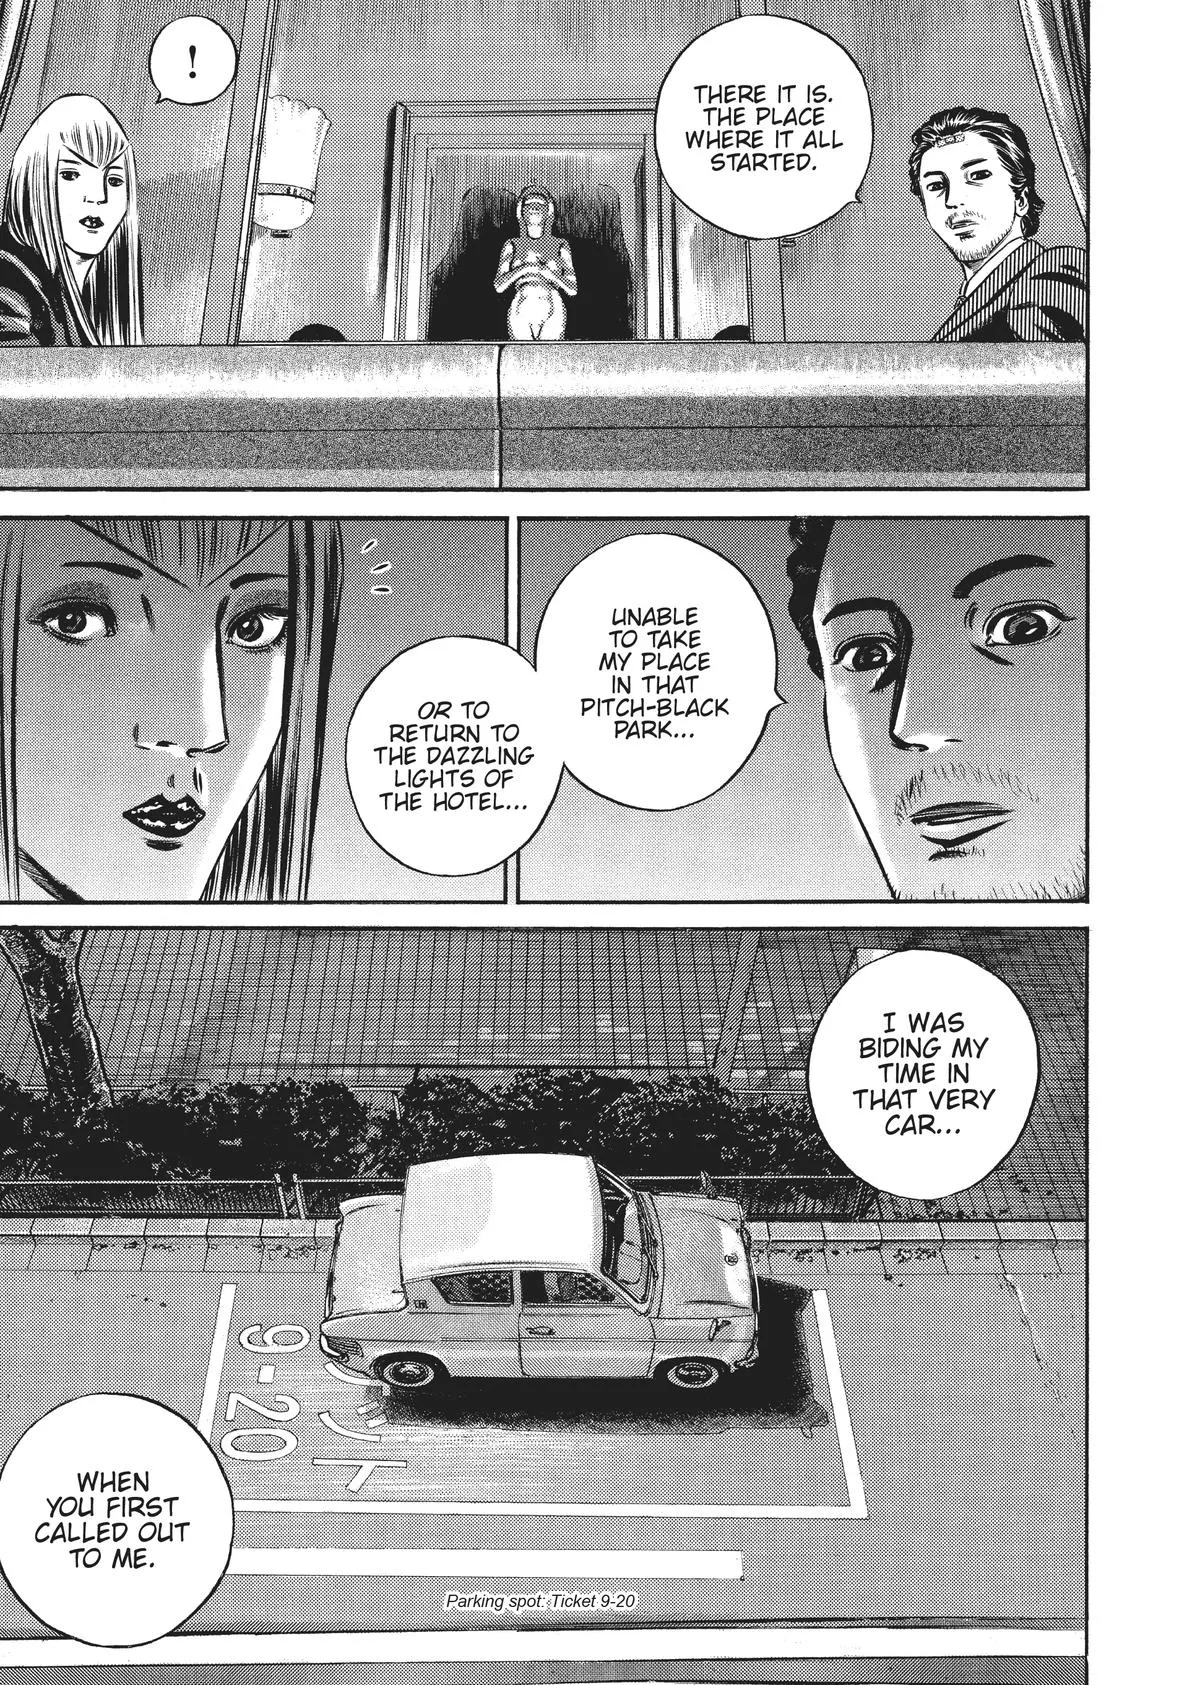 THERE IT IS.
THE PLACE
WHERE IT ALL
STARTED.
!
UNABLE
TO TAKE
MY PLACE
IN THAT
PITCH-BLACK
PARK...
OR TO
RETURN TO
THE DAZZLING
LIGHTS OF
THE HOTEL...
I WAS
BIDING MY
TIME IN
THAT VERY
CAR...
9-20
ット
WHEN
YOU FIRST
CALLED OUT
TO ME.
Parking spot: Ticket 9-20